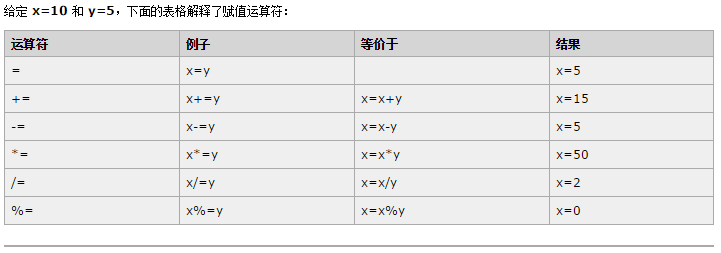 给定 x=10 和 y=5，下面的表格解释了赋值运算符：
运算符 例子 等价于 结果
= x=y x=5
+= x+=y x=x+y x=15
-= x-=y x=x-y x=5
*= x*=y x=x*y x=50
/= x/=y x=x/y x=2
%= x%=y x=x%y x=0